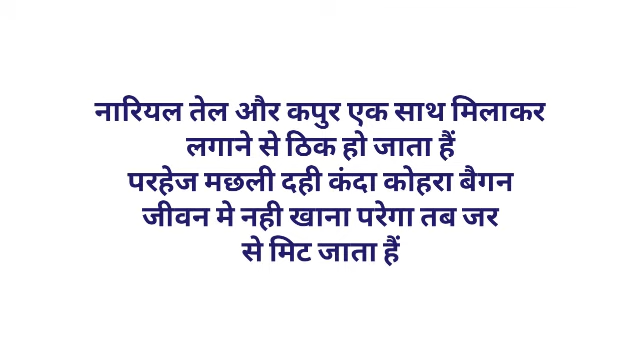 नारियल तेल और कपुर एक साथ मिलाकर
लगाने से ठिक हो जाता हैं
परहेज मछली दही कंदा कोहरा बैगन
जीवन मे नही खाना परेगा तब जर
से मिट जाता हैं